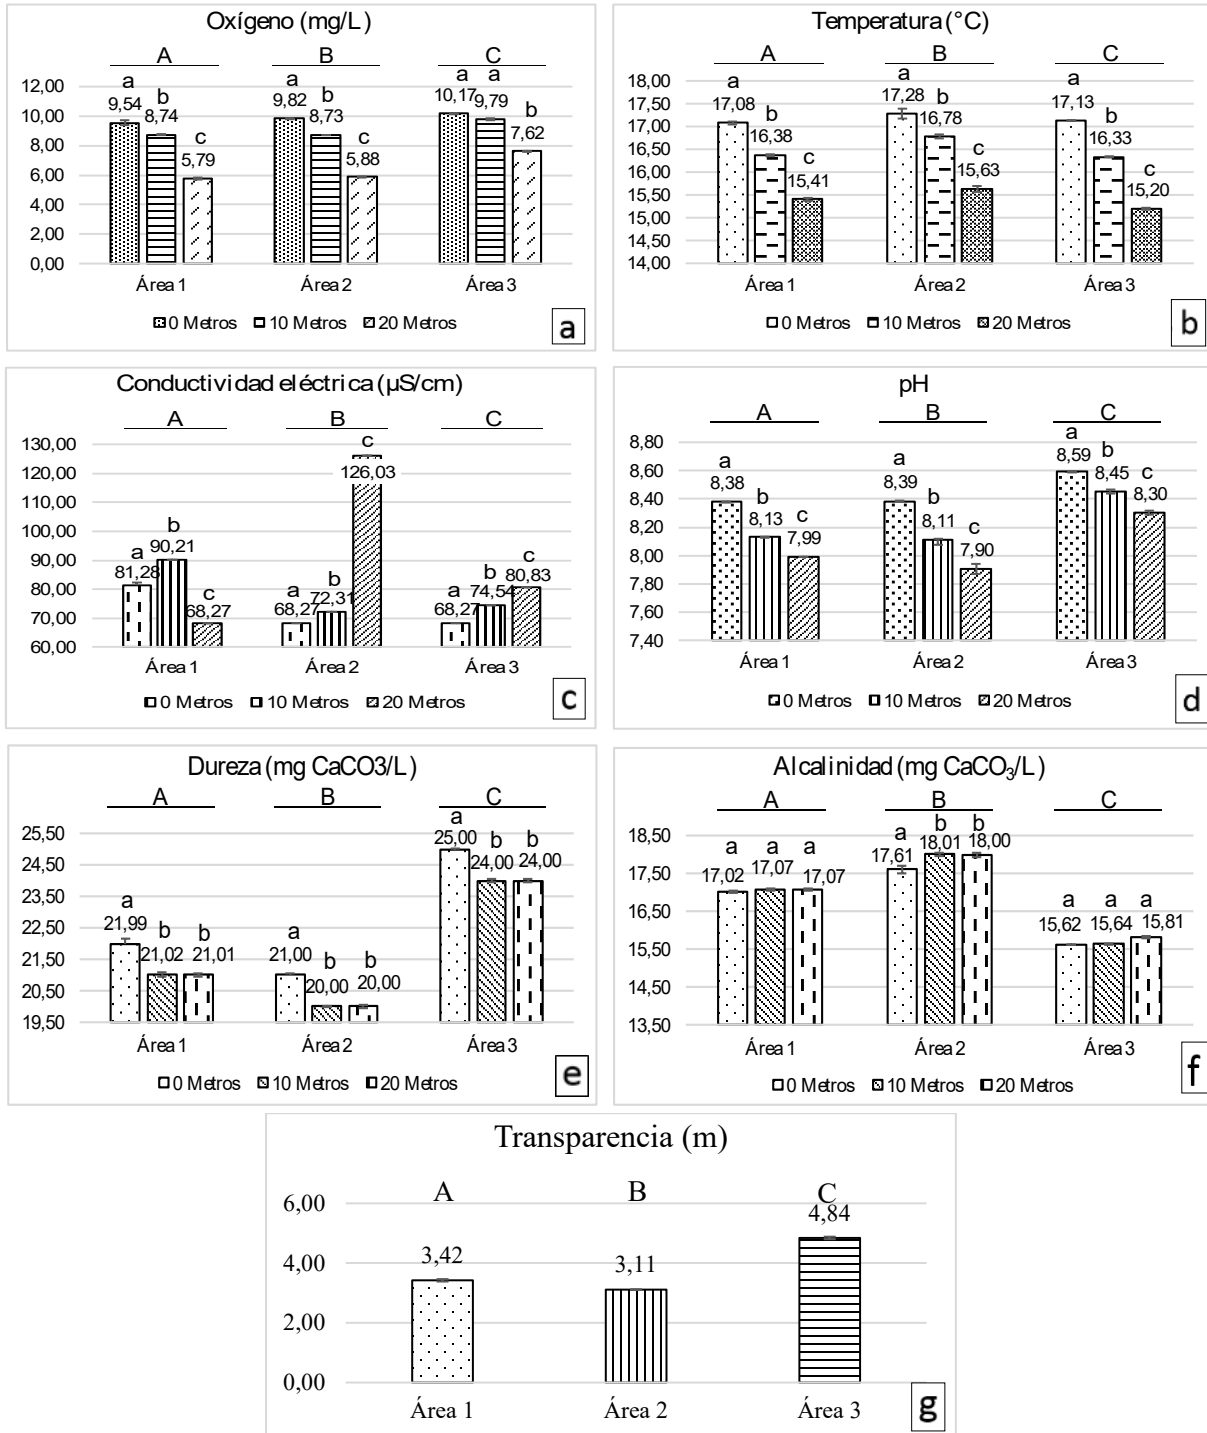 Oxígeno (mg/L)
A B C
a b c a b c a a b
9,54 8,74 5,79 9,82 8,73 5,88 10,17 9,79 7,62
12,00
10,00
8,00
6,00
4,00
2,00
0,00
Área 1 Área 2 Área 3
0 Metros 10 Metros 20 Metros
a
Temperatura (°C)
A B C
a b c a b c a b c
17,08 16,38 15,41 17,28 16,78 15,63 17,13 16,33 15,20
18,00
17,50
17,00
16,50
16,00
15,50
15,00
14,50
14,00
Área 1 Área 2 Área 3
0 Metros 10 Metros 20 Metros
b
Conductividad eléctrica (µS/cm)
A B C
a b c a b c a b c
81,28 90,21 68,27 68,27 72,31 126,03 68,27 74,54 80,83
130,00
120,00
110,00
100,00
90,00
80,00
70,00
60,00
Área 1 Área 2 Área 3
0 Metros 10 Metros 20 Metros
c
pH
A B C
a b c a b c a b c
8,38 8,13 7,99 8,39 8,11 7,90 8,59 8,45 8,30
8,80
8,60
8,40
8,20
8,00
7,80
7,60
7,40
Área 1 Área 2 Área 3
0 Metros 10 Metros 20 Metros
d
Dureza (mg CaCO3/L)
A B C
a b b a b b a b b
21,99 21,02 21,01 21,00 20,00 20,00 25,00 24,00 24,00
25,50
24,50
23,50
22,50
21,50
20,50
19,50
Área 1 Área 2 Área 3
0 Metros 10 Metros 20 Metros
e
Alcalinidad (mg CaCO₃/L)
A B C
a a a a b b a a a
17,02 17,07 17,07 17,61 18,01 18,00 15,62 15,64 15,81
18,50
17,50
16,50
15,50
14,50
13,50
Área 1 Área 2 Área 3
0 Metros 10 Metros 20 Metros
f
Transparencia (m)
A B C
3,42 3,11 4,84
6,00
4,00
2,00
0,00
Área 1 Área 2 Área 3
g